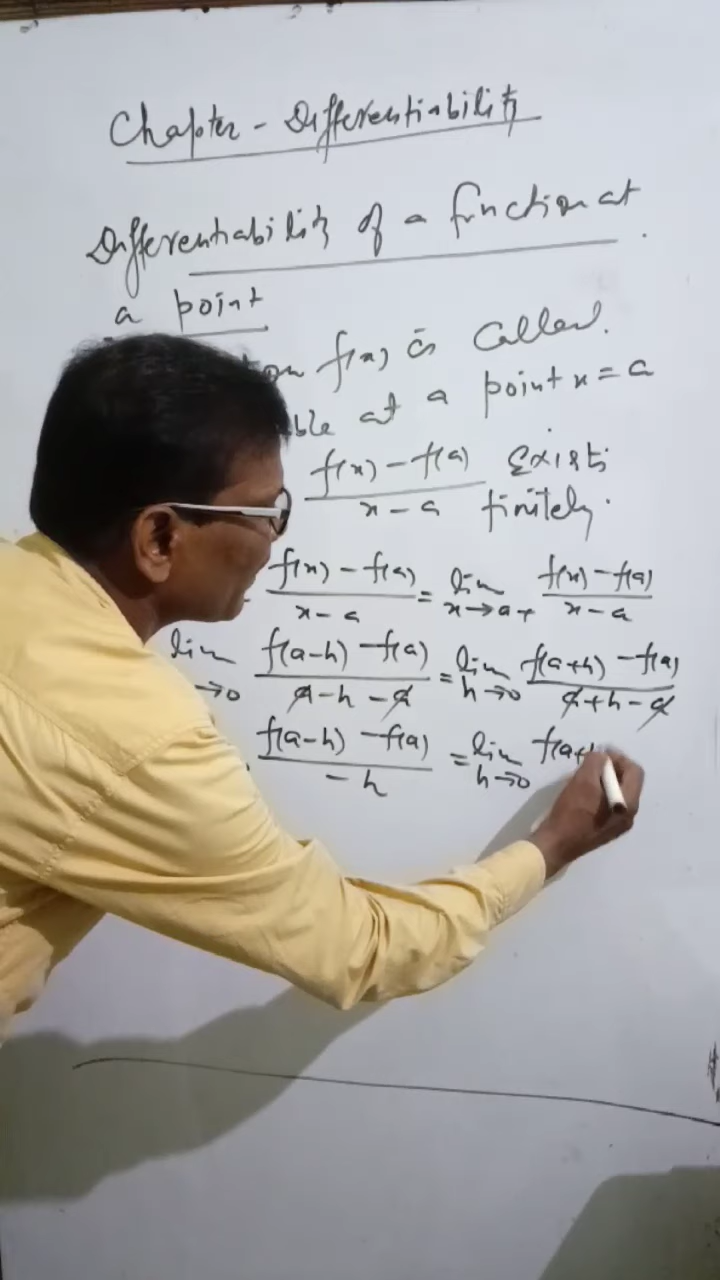 Chapter - Differentiability
Differentiability of a function at
a point
f(x) is called.
at a point x = a
f(x) - f(a) / x - a exists
finitely.
f(x) - f(a) / x - a = lim x→a+ f(x) - f(a) / x - a
lim →0 f(a-h) - f(a) / a - h - a = lim h→0 f(a+h) - f(a) / a + h - a
f(a-h) - f(a) / - h = lim h→0 f(a+